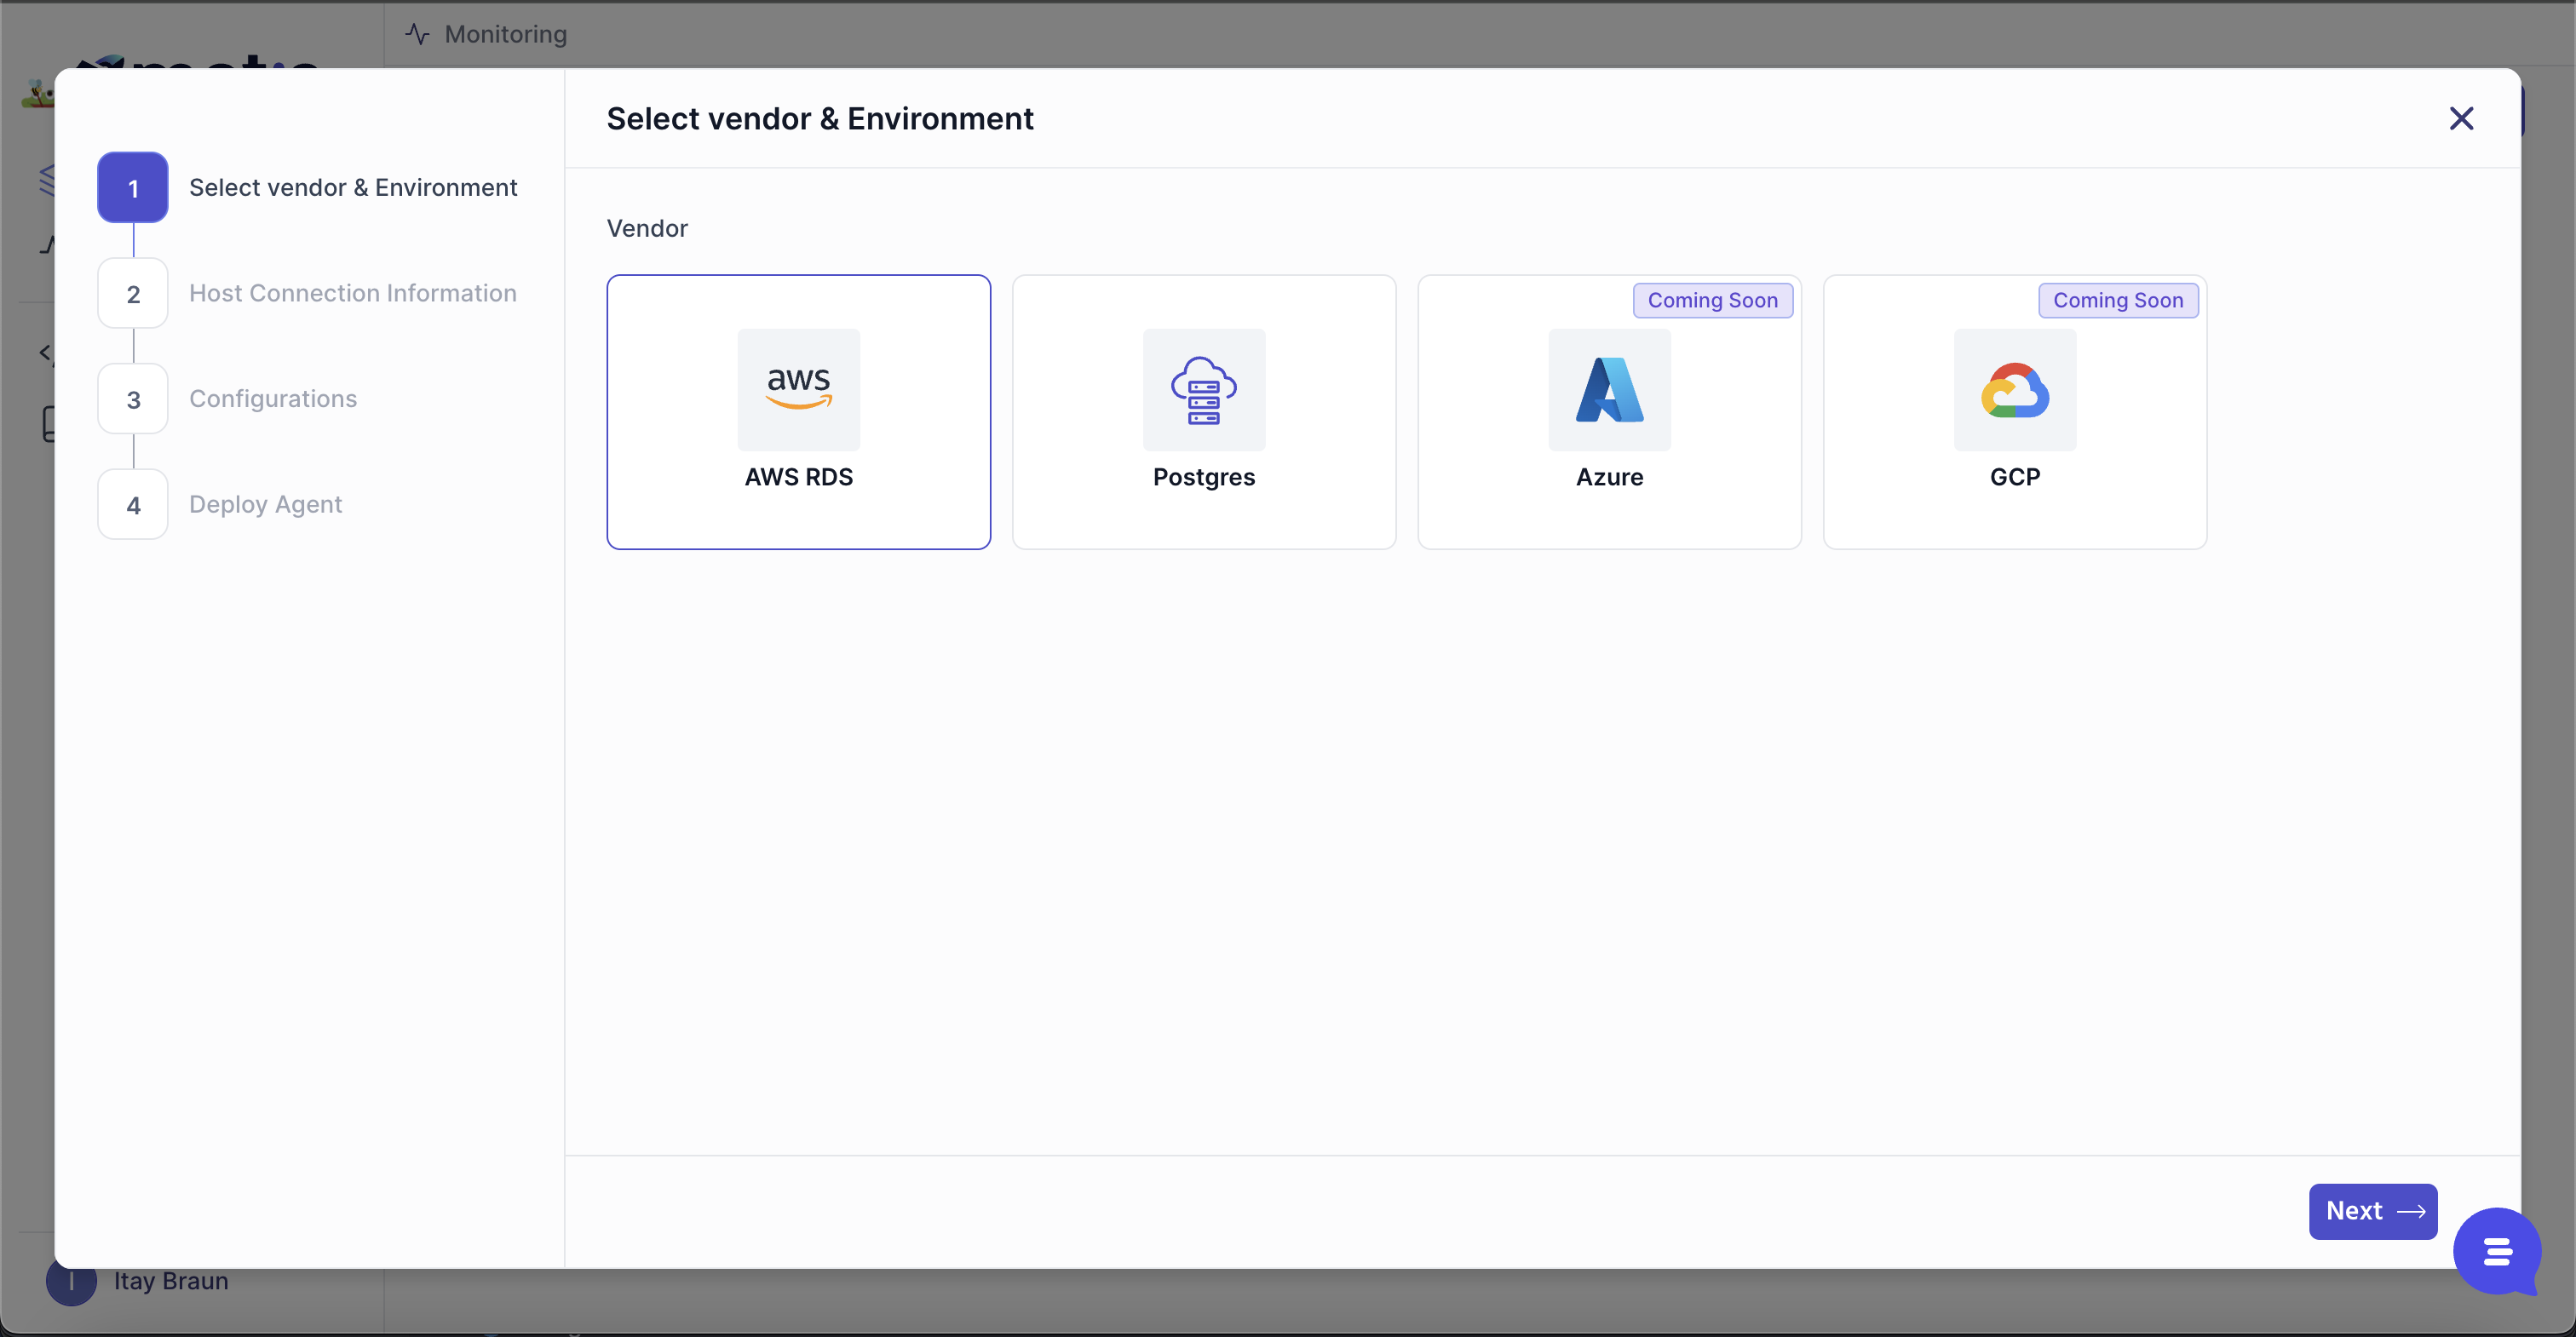 Monitoring
Select vendor & Environment
1
Select vendor & Environment
2
Host Connection Information
3
Configurations
4
Deploy Agent
Vendor
aws
AWS RDS
Postgres
Coming Soon
Azure
Coming Soon
GCP
Next
I
Itay Braun